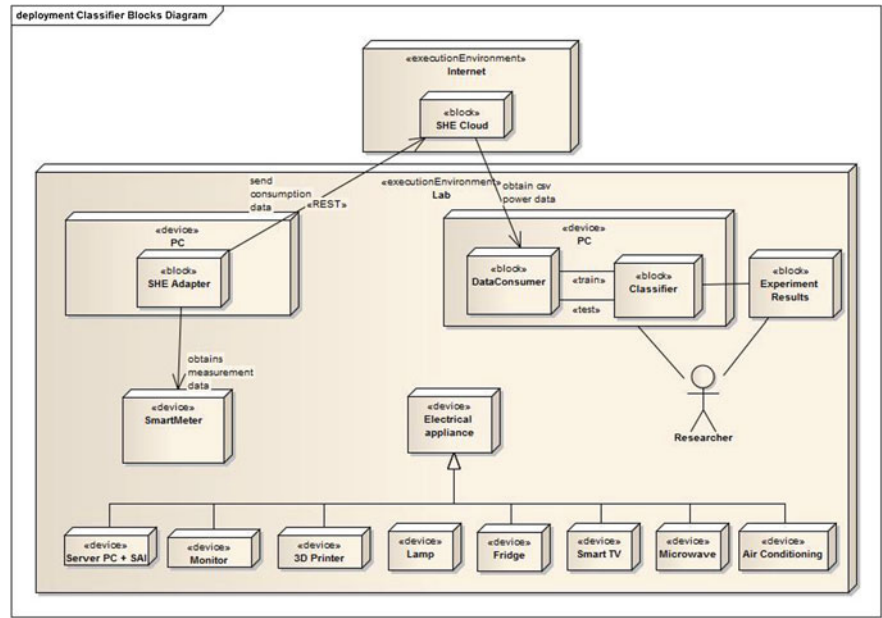 deployment Classifier Blocks Diagram
«executionEnvironment»
Internet
«block»
SHE Cloud
send
consumption
data
«REST»
«executionEnvironment»
Lab
obtain csv
power data
«device»
PC
«block»
SHE Adapter
«device»
PC
«block»
DataConsumer
«train»
«test»
«block»
Classifier
«block»
Experiment
Results
obtains
measurement
data
«device»
SmartMeter
«device»
Electrical
appliance
Researcher
«device»
Server PC + SAI
«device»
Monitor
«device»
3D Printer
«device»
Lamp
«device»
Fridge
«device»
Smart TV
«device»
Microwave
«device»
Air Conditioning